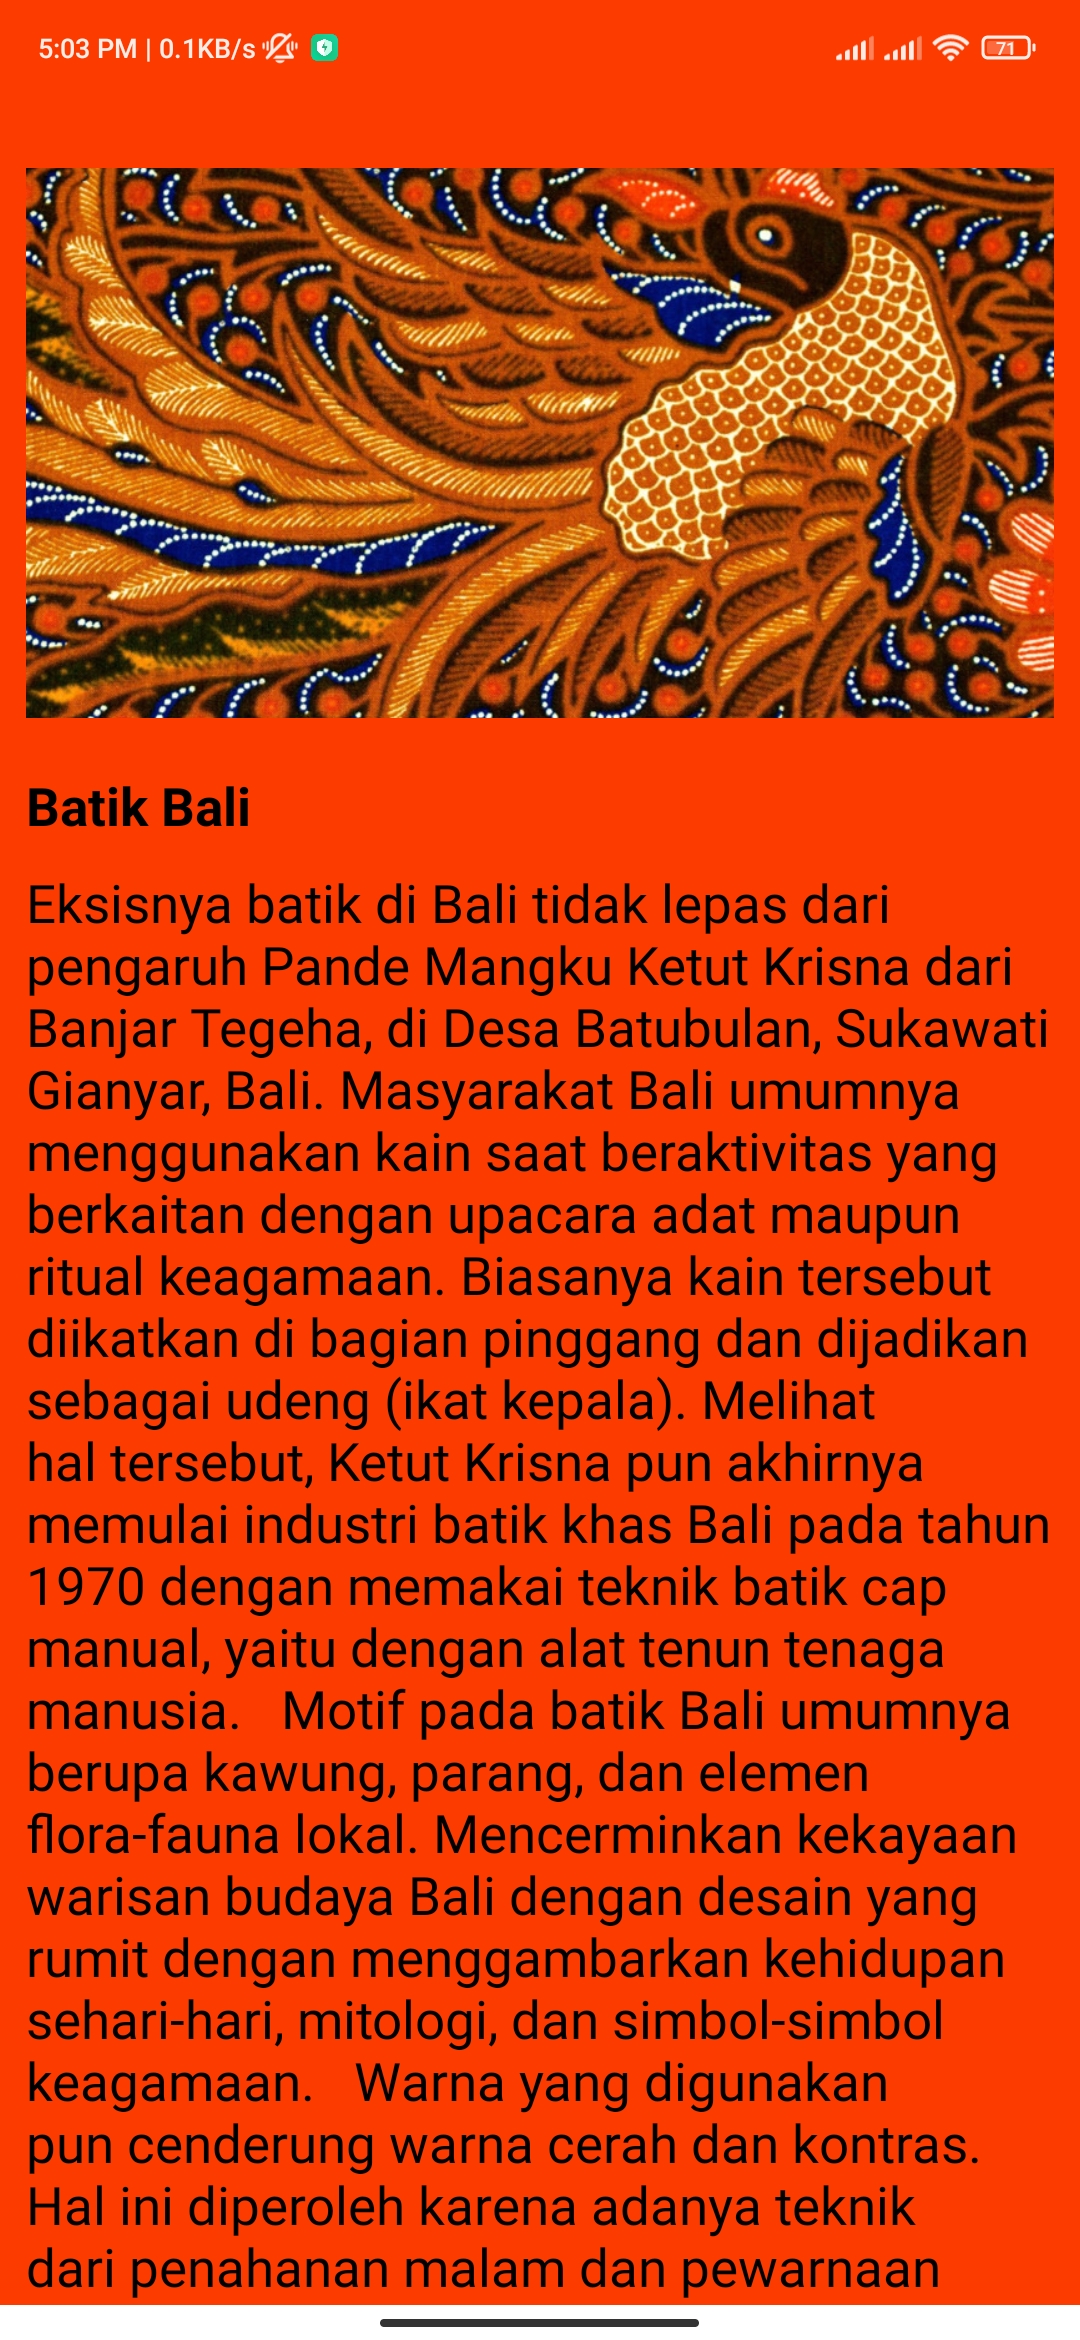 5:03 PM | 0.1KB/s
71
Batik Bali
Eksisnya batik di Bali tidak lepas dari
pengaruh Pande Mangku Ketut Krisna dari
Banjar Tegeha, di Desa Batubulan, Sukawati
Gianyar, Bali. Masyarakat Bali umumnya
menggunakan kain saat beraktivitas yang
berkaitan dengan upacara adat maupun
ritual keagamaan. Biasanya kain tersebut
diikatkan di bagian pinggang dan dijadikan
sebagai udeng (ikat kepala). Melihat
hal tersebut, Ketut Krisna pun akhirnya
memulai industri batik khas Bali pada tahun
1970 dengan memakai teknik batik cap
manual, yaitu dengan alat tenun tenaga
manusia.   Motif pada batik Bali umumnya
berupa kawung, parang, dan elemen
flora-fauna lokal. Mencerminkan kekayaan
warisan budaya Bali dengan desain yang
rumit dengan menggambarkan kehidupan
sehari-hari, mitologi, dan simbol-simbol
keagamaan.   Warna yang digunakan
pun cenderung warna cerah dan kontras.
Hal ini diperoleh karena adanya teknik
dari penahanan malam dan pewarnaan